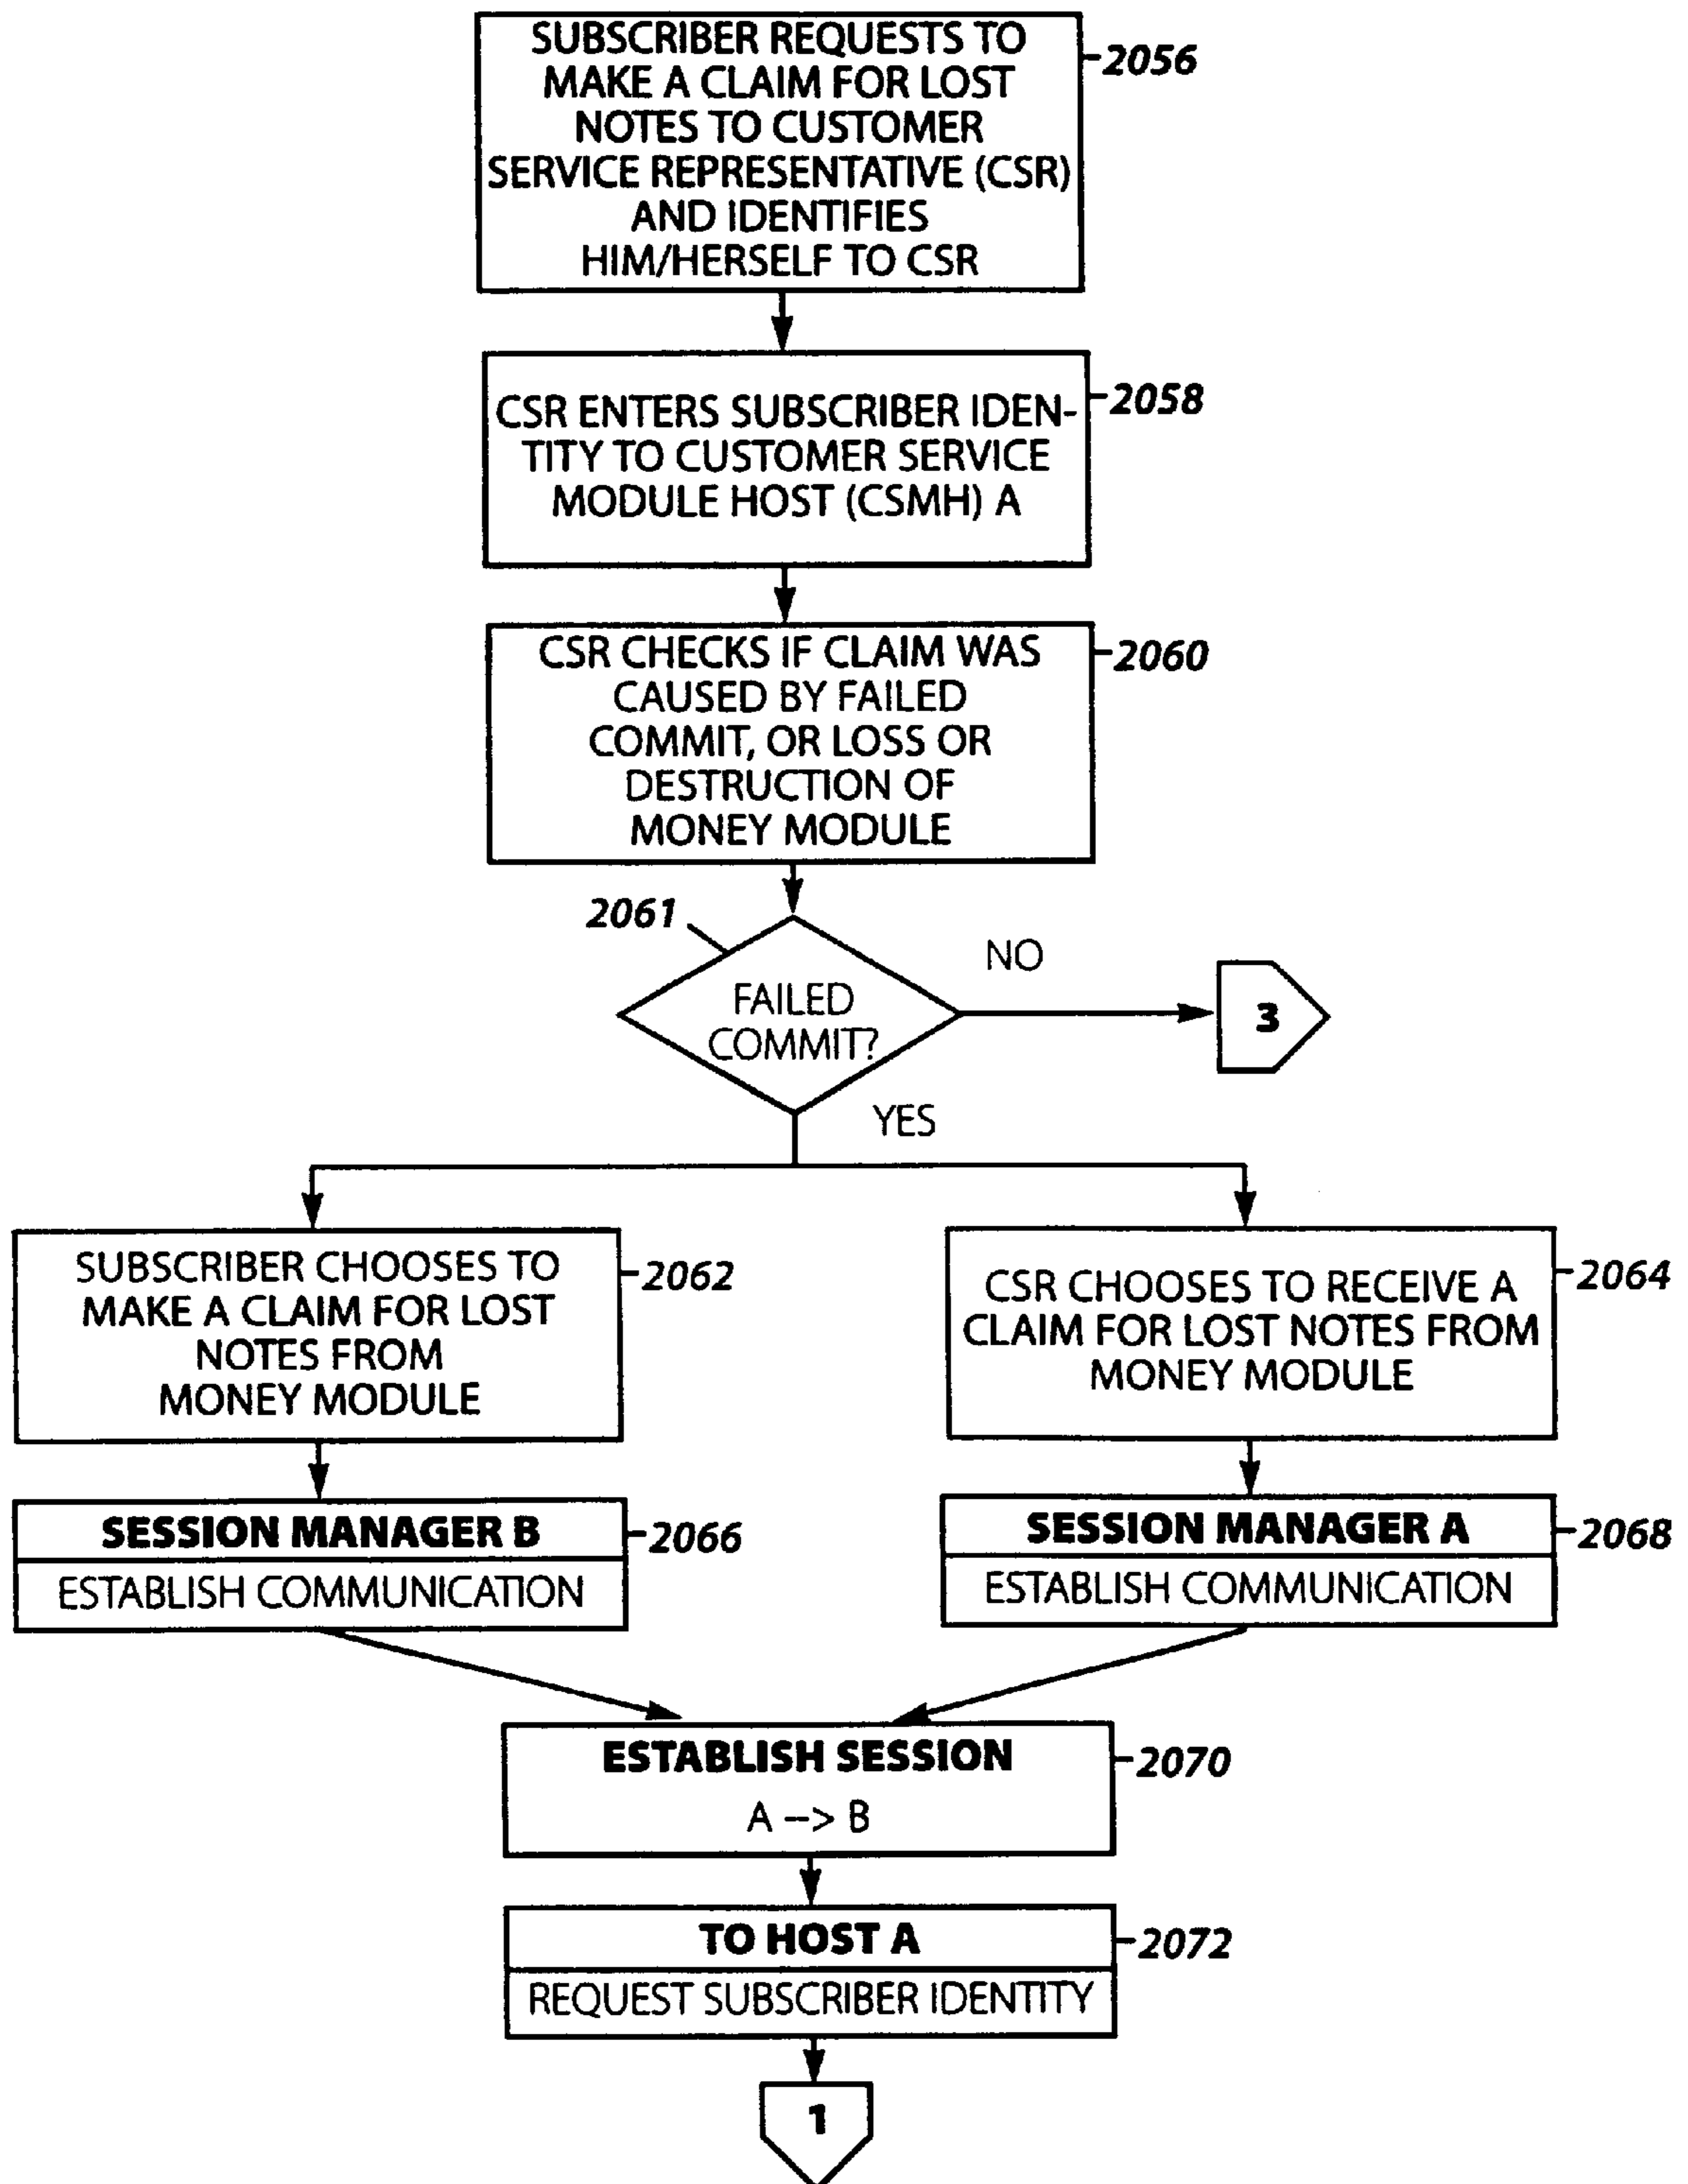 SUBSCRIBER REQUESTS TO
MAKE A CLAIM FOR LOST
NOTES TO CUSTOMER
SERVICE REPRESENTATIVE (CSR)
AND IDENTIFIES
HIM/HERSELF TO CSR
2056
CSR ENTERS SUBSCRIBER IDEN-
TITY TO CUSTOMER SERVICE
MODULE HOST (CSMH) A
2058
CSR CHECKS IF CLAIM WAS
CAUSED BY FAILED
COMMIT, OR LOSS OR
DESTRUCTION OF
MONEY MODULE
2060
2061
FAILED
COMMIT?
NO
3
YES
SUBSCRIBER CHOOSES TO
MAKE A CLAIM FOR LOST
NOTES FROM
MONEY MODULE
2062
CSR CHOOSES TO RECEIVE A
CLAIM FOR LOST NOTES FROM
MONEY MODULE
2064
SESSION MANAGER B
2066
ESTABLISH COMMUNICATION
SESSION MANAGER A
2068
ESTABLISH COMMUNICATION
ESTABLISH SESSION
2070
A --> B
TO HOST A
2072
REQUEST SUBSCRIBER IDENTITY
1